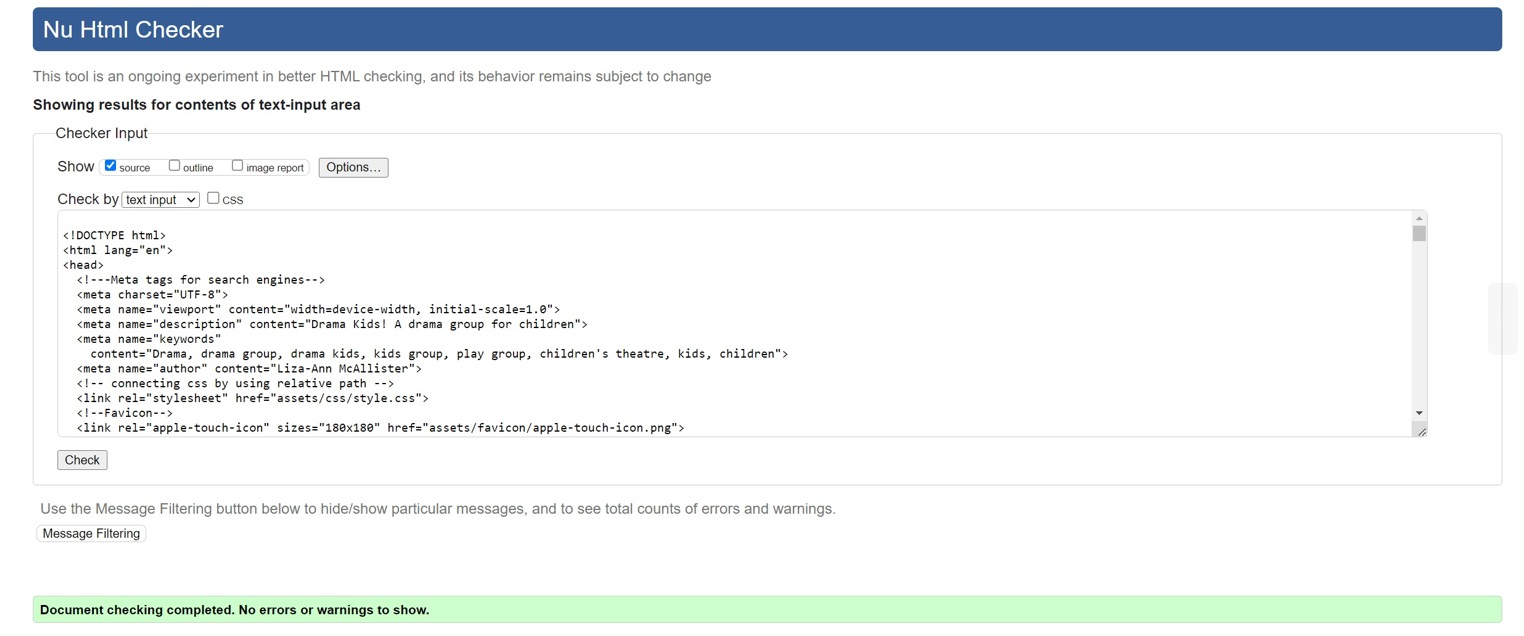 Nu Html Checker
This tool is an ongoing experiment in better HTML checking, and its behavior remains subject to change
Showing results for contents of text-input area
Checker Input
Show source outline image report Options...
Check by text input css
<!DOCTYPE html>
<html lang="en">
<head>
  <!---Meta tags for search engines-->
  <meta charset="UTF-8">
  <meta name="viewport" content="width=device-width, initial-scale=1.0">
  <meta name="description" content="Drama Kids! A drama group for children">
  <meta name="keywords"
    content="Drama, drama group, drama kids, kids group, play group, children's theatre, kids, children">
  <meta name="author" content="Liza-Ann McAllister">
  <!-- connecting css by using relative path -->
  <link rel="stylesheet" href="assets/css/style.css">
  <!--Favicon-->
  <link rel="apple-touch-icon" sizes="180x180" href="assets/favicon/apple-touch-icon.png">
Check
Use the Message Filtering button below to hide/show particular messages, and to see total counts of errors and warnings.
Message Filtering
Document checking completed. No errors or warnings to show.